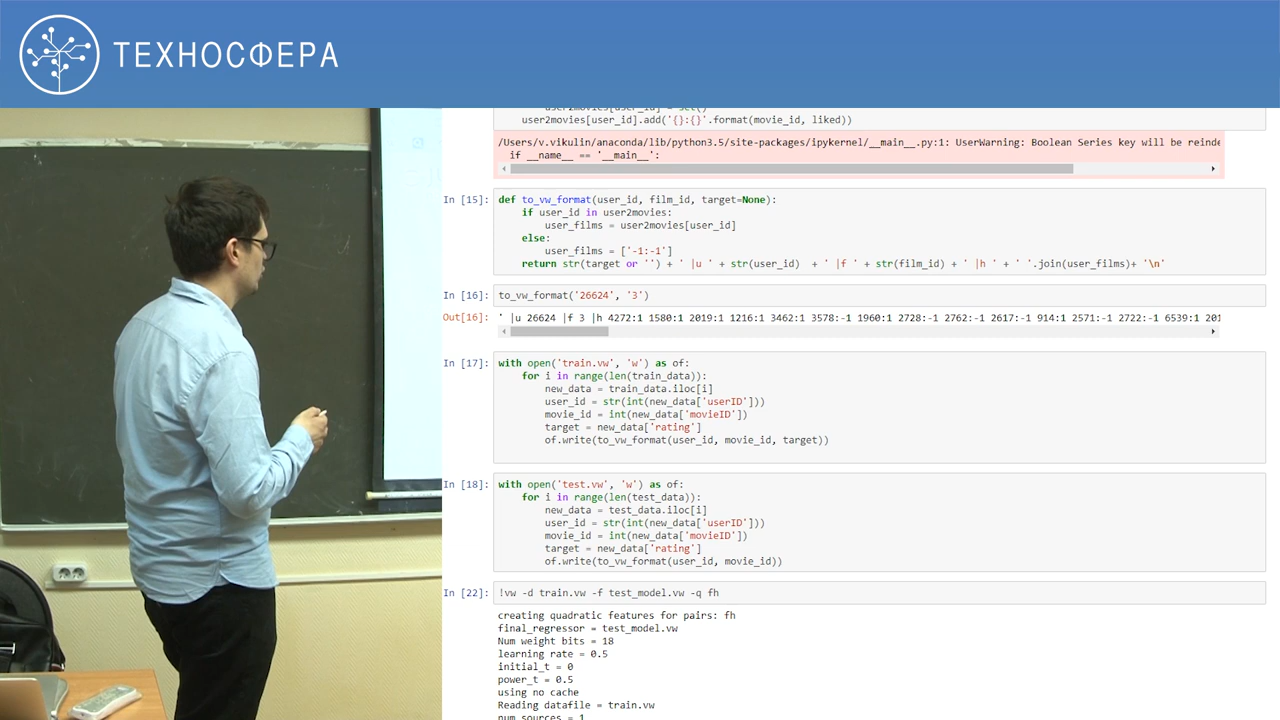 ТЕХНОСФЕРА
user2movies[user_id] = set()
user2movies[user_id].add('{}:{}'.format(movie_id, liked))
/Users/v.vikulin/anaconda/lib/python3.5/site-packages/ipykernel/__main__.py:1: UserWarning: Boolean Series key will be reinde
if __name__ == '__main__':
In [15]: def to_vw_format(user_id, film_id, target=None):
if user_id in user2movies:
user_films = user2movies[user_id]
else:
user_films = ['-1:-1']
return str(target or '') + ' |u ' + str(user_id)  + ' |f ' + str(film_id) + ' |h ' + ' '.join(user_films)+ '\n'
In [16]: to_vw_format('26624', '3')
Out[16]: ' |u 26624 |f 3 |h 4272:1 1580:1 2019:1 1216:1 3462:1 3578:-1 1960:1 2728:-1 2762:-1 2617:-1 914:1 2571:-1 2722:-1 6539:1 201
In [17]: with open('train.vw', 'w') as of:
for i in range(len(train_data)):
new_data = train_data.iloc[i]
user_id = str(int(new_data['userID']))
movie_id = int(new_data['movieID'])
target = new_data['rating']
of.write(to_vw_format(user_id, movie_id, target))
In [18]: with open('test.vw', 'w') as of:
for i in range(len(test_data)):
new_data = test_data.iloc[i]
user_id = str(int(new_data['userID']))
movie_id = int(new_data['movieID'])
target = new_data['rating']
of.write(to_vw_format(user_id, movie_id))
In [22]: !vw -d train.vw -f test_model.vw -q fh
creating quadratic features for pairs: fh
final_regressor = test_model.vw
Num weight bits = 18
learning rate = 0.5
initial_t = 0
power_t = 0.5
using no cache
Reading datafile = train.vw
num sources = 1